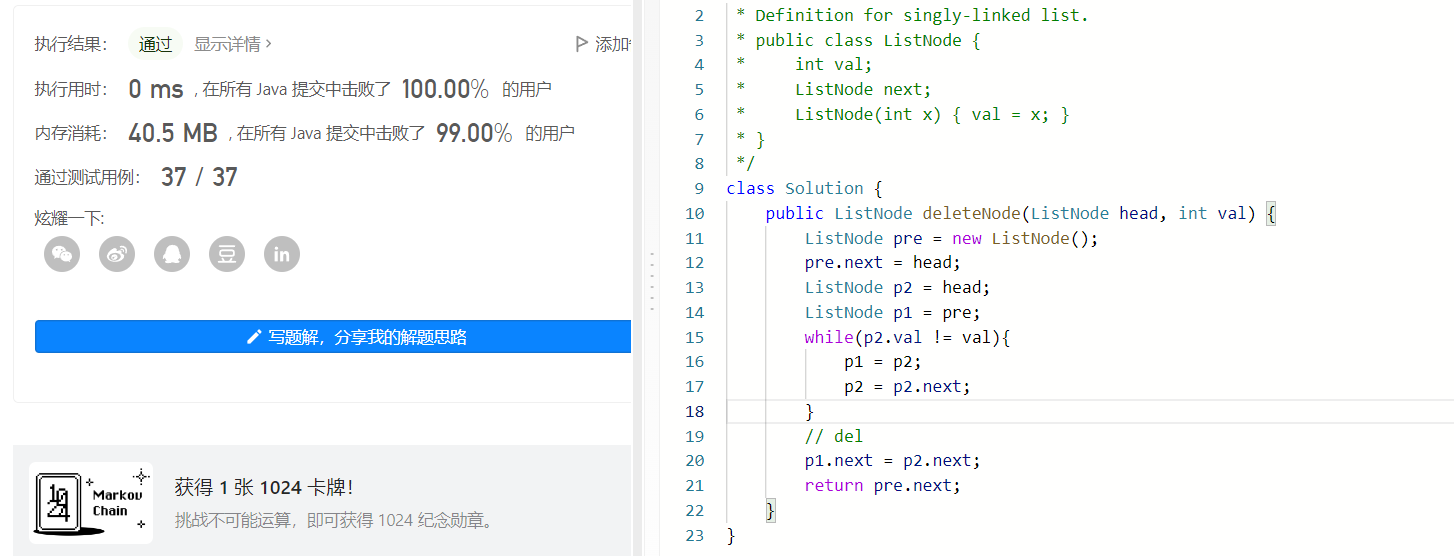 执行结果： 通过 显示详情 >
添加
执行用时： 0 ms , 在所有 Java 提交中击败了 100.00% 的用户
内存消耗： 40.5 MB , 在所有 Java 提交中击败了 99.00% 的用户
通过测试用例： 37 / 37
炫耀一下:
豆
in
写题解，分享我的解题思路
1024
Markov
Chain
获得 1 张 1024 卡牌！
挑战不可能运算，即可获得 1024 纪念勋章。
2 * Definition for singly-linked list.
3 * public class ListNode {
4 *     int val;
5 *     ListNode next;
6 *     ListNode(int x) { val = x; }
7 * }
8 */
9 class Solution {
10     public ListNode deleteNode(ListNode head, int val) {
11         ListNode pre = new ListNode();
12         pre.next = head;
13         ListNode p2 = head;
14         ListNode p1 = pre;
15         while(p2.val != val){
16             p1 = p2;
17             p2 = p2.next;
18         }
19         // del
20         p1.next = p2.next;
21         return pre.next;
22     }
23 }